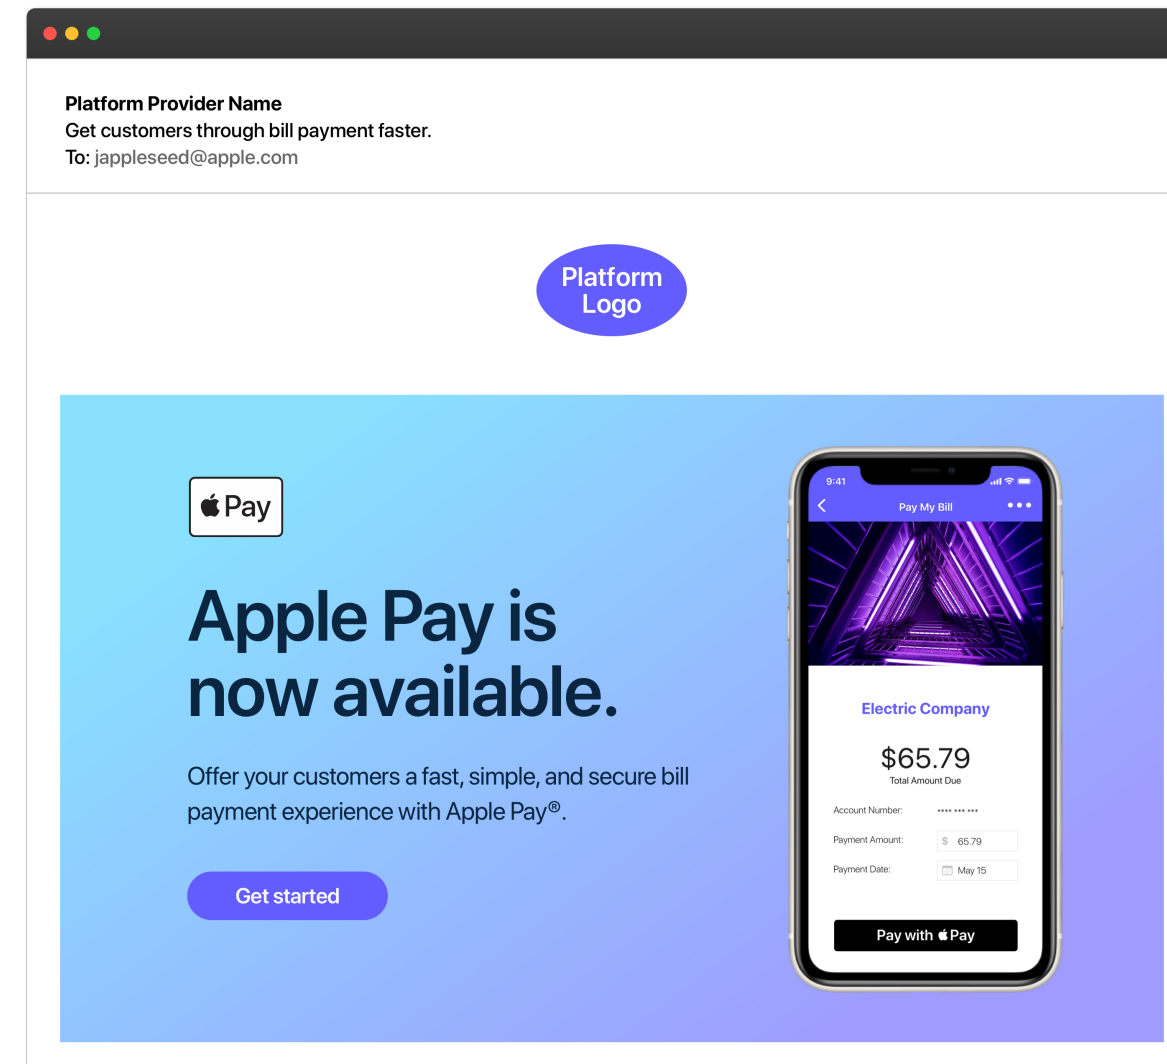 Platform Provider Name
Get customers through bill payment faster.
To: jappleseed@apple.com
Platform
Logo
Pay
Apple Pay is
now available.
Offer your customers a fast, simple, and secure bill
payment experience with Apple Pay®.
Get started
9:41
Pay My Bill
Electric Company
$65.79
Total Amount Due
Account Number: •••• ••• •••
Payment Amount: $ 65.79
Payment Date: May 15
Pay with Pay